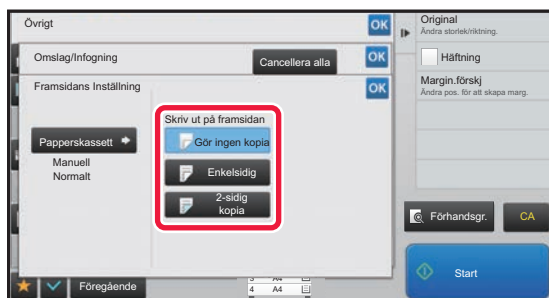 Övrigt
OK
Omslag/Infogning
Cancellera alla
OK
Framsidans Inställning
OK
Skriv ut på framsidan
Papperskassett
Manuell
Normalt
Gör ingen kopia
Enkelsidig
2-sidig
kopia
Föregående
3 A4
4 A4
Original
Ändra storlek/riktning.
Häftning
Margin.förskj
Ändra pos. för att skapa marg.
Förhandsgr.
CA
Start